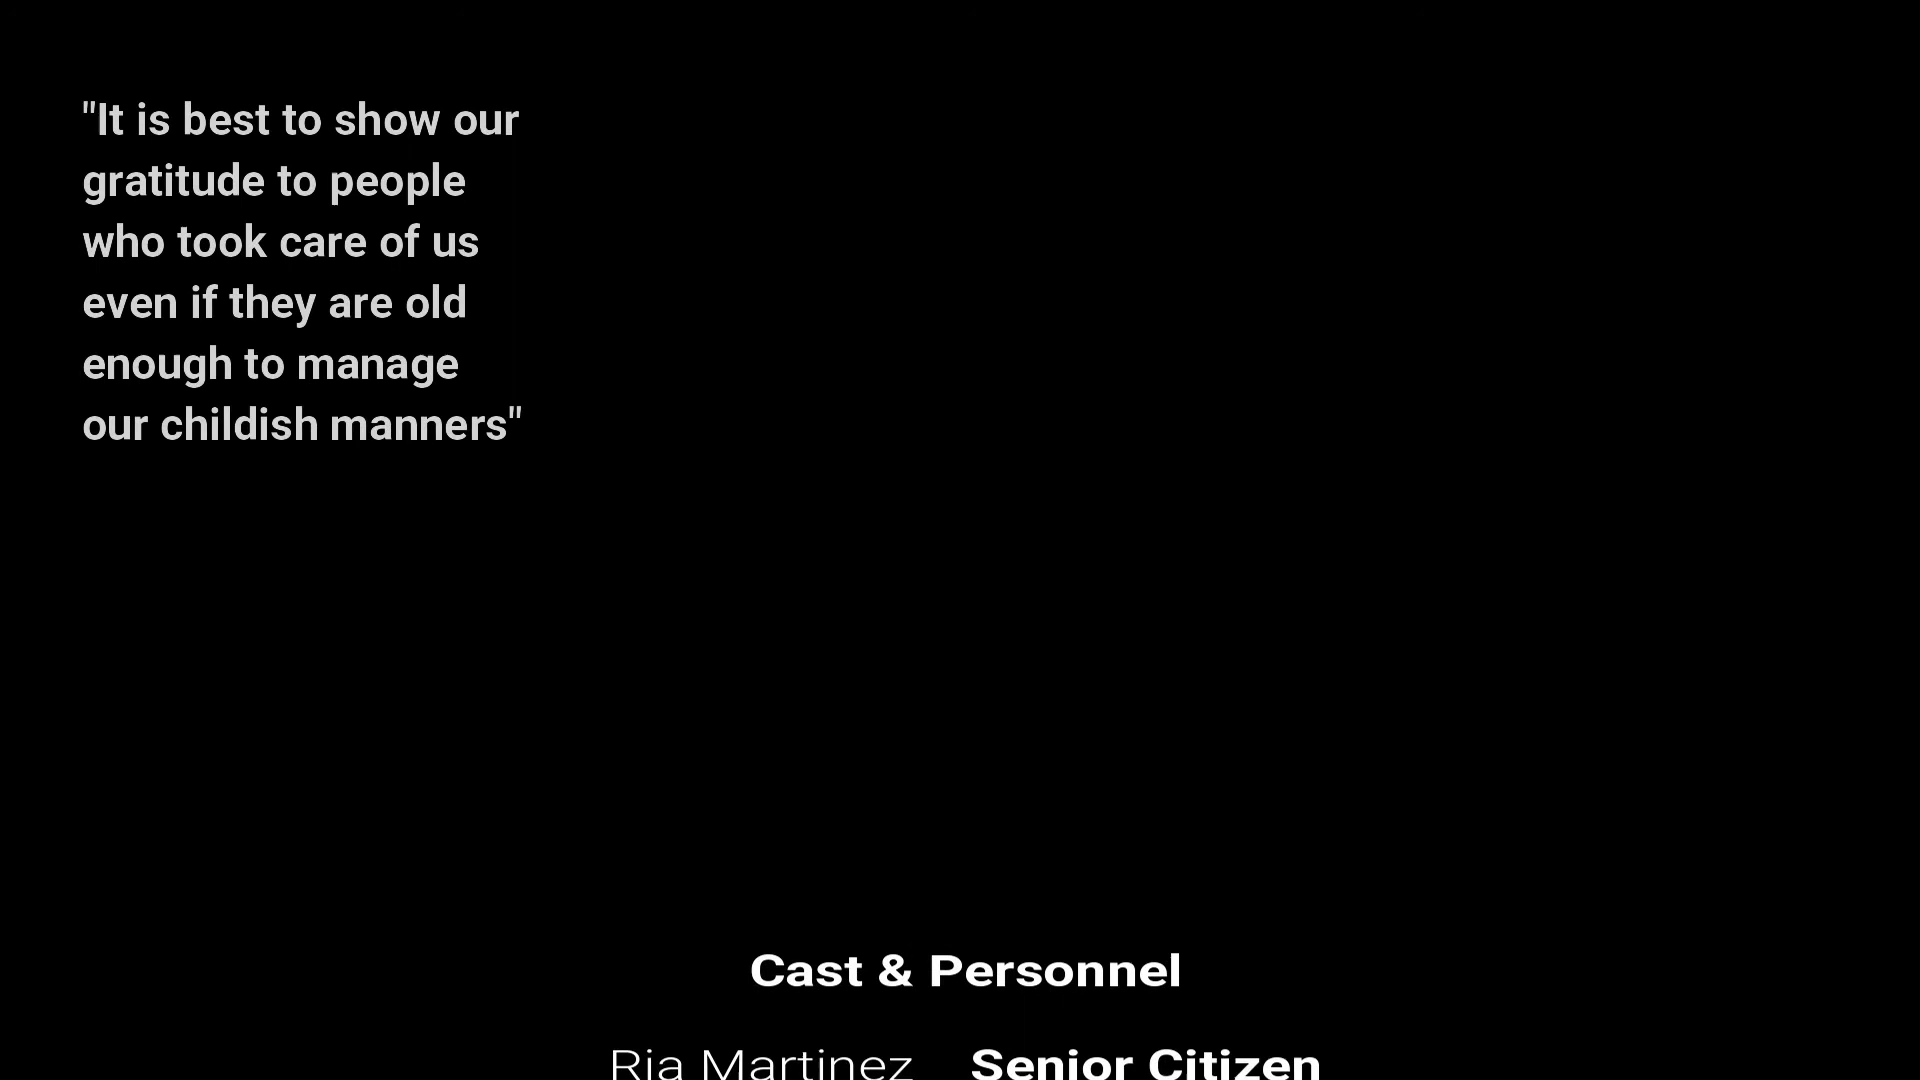 "It is best to show our
gratitude to people
who took care of us
even if they are old
enough to manage
our childish manners"
Cast & Personnel
Ria Martinez Senior Citizen